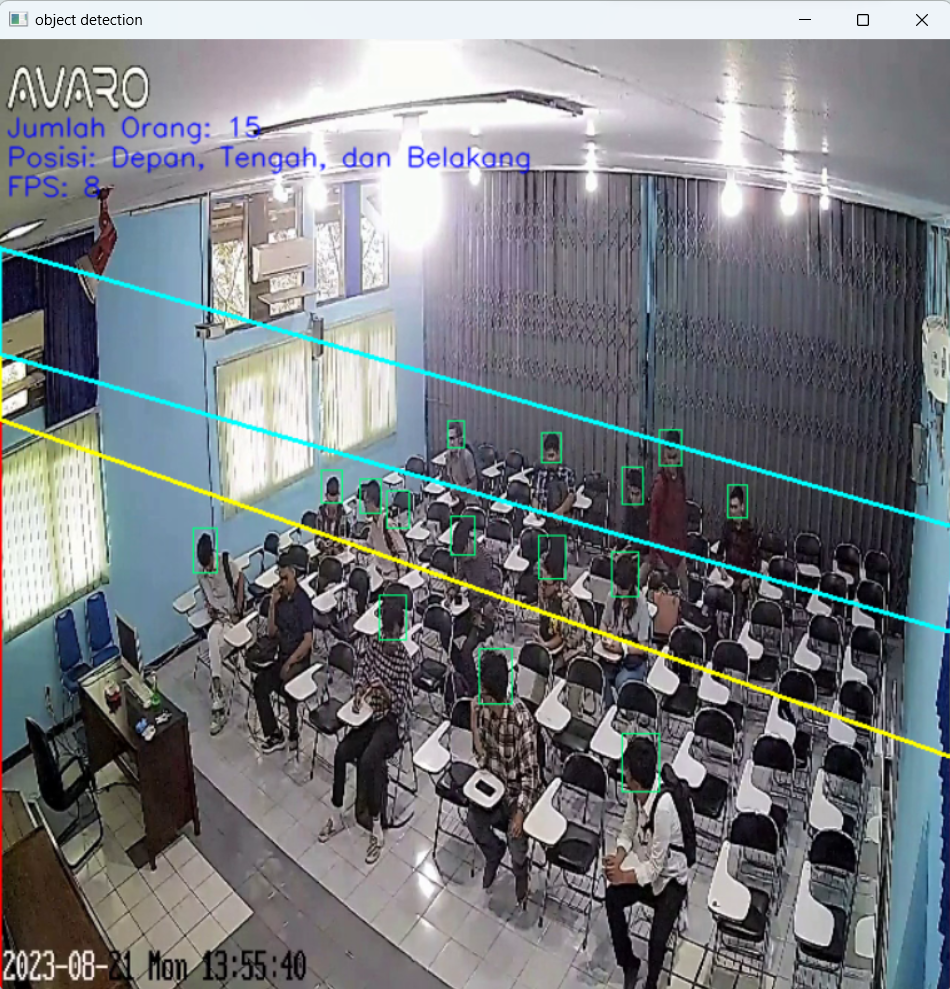 object detection
AVARO
Jumlah Orang: 15
Posisi: Depan, Tengah, dan Belakang
FPS: 8
2023-08-21 Mon 13:55:40